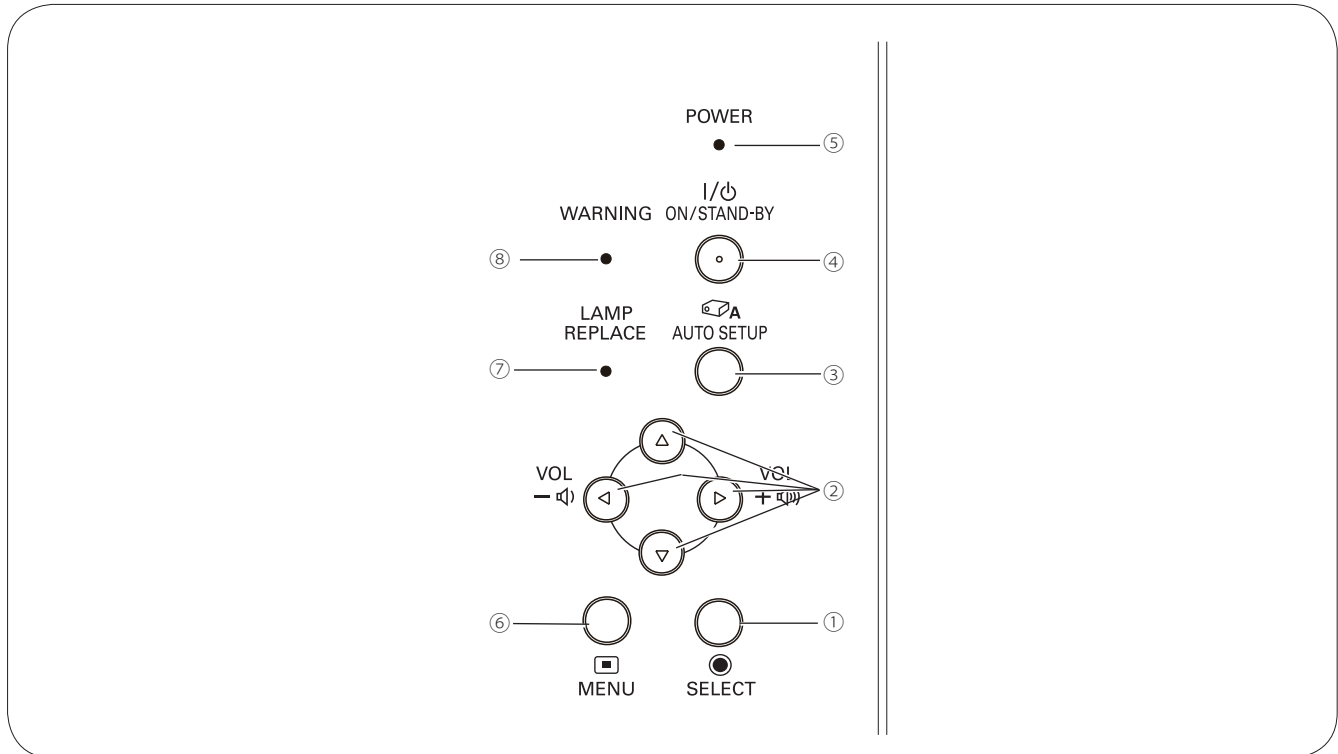 POWER
⑤
I/⏻
WARNING ON/STAND-BY
⑧ ④
LAMP
REPLACE
A
AUTO SETUP
⑦ ③
VOL
VOL
②
⑥ ①
MENU SELECT